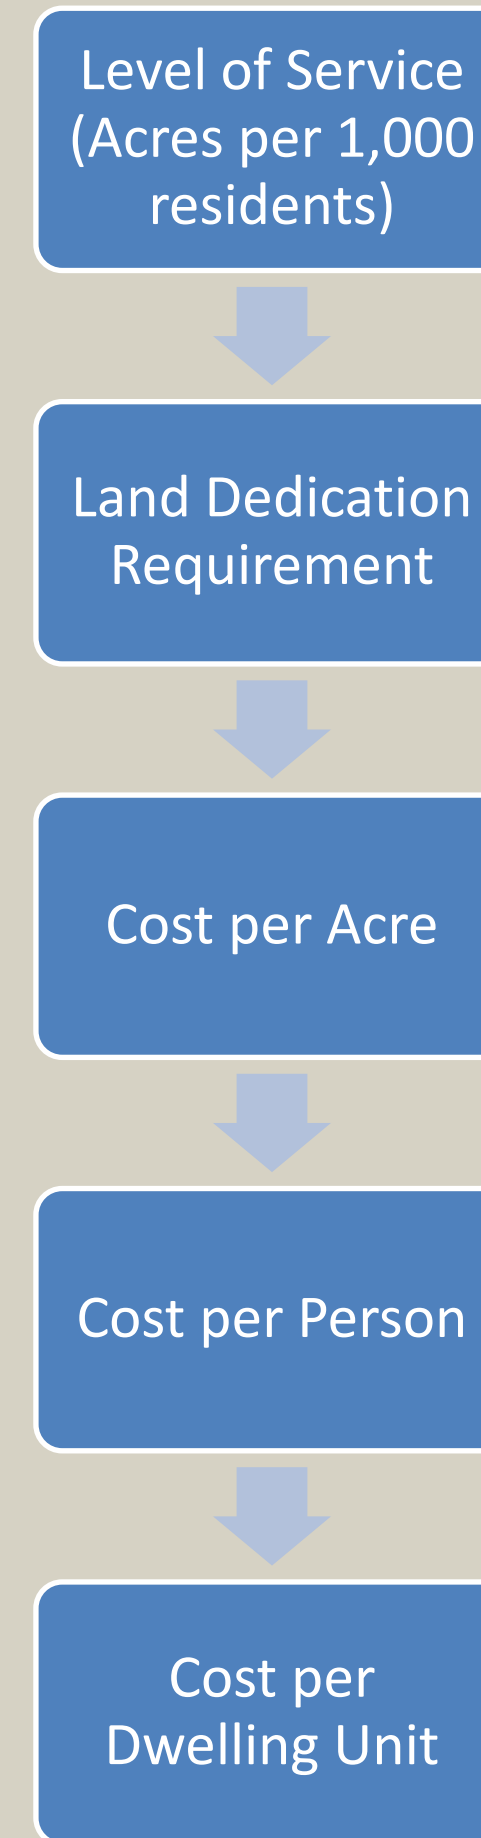 Level of Service
(Acres per 1,000
residents)
Land Dedication
Requirement
Cost per Acre
Cost per Person
Cost per
Dwelling Unit